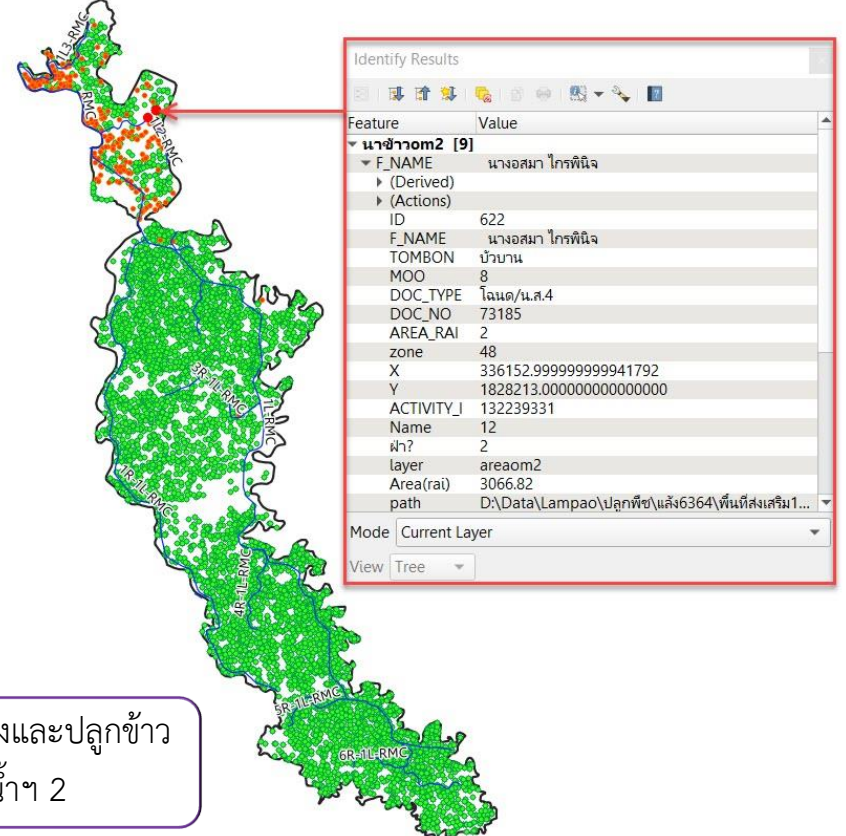 1L3-RMC
RMC
1L2-RMC
3R-1L-RMC
1L-RMC
1R-1L-RMC
4R-1L-RMC
5R-1L-RMC
6R-1L-RMC
Identify Results
Feature Value
นาข้าวom2 [9]
F_NAME นางอสมา ไกรพินิจ
(Derived)
(Actions)
ID 622
F_NAME นางอสมา ไกรพินิจ
TOMBON บัวบาน
MOO 8
DOC_TYPE โฉนด/น.ส.4
DOC_NO 73185
AREA_RAI 2
zone 48
X 336152.999999999941792
Y 1828213.000000000000000
ACTIVITY_I 132239331
Name 12
ฝ่า? 2
layer areaom2
Area(rai) 3066.82
path D:\Data\Lampao\ปลูกพืช\แล้ง6364\พื้นที่ส่งเสริม1...
Mode Current Layer
View Tree
งและปลูกข้าว
น้ำฯ 2